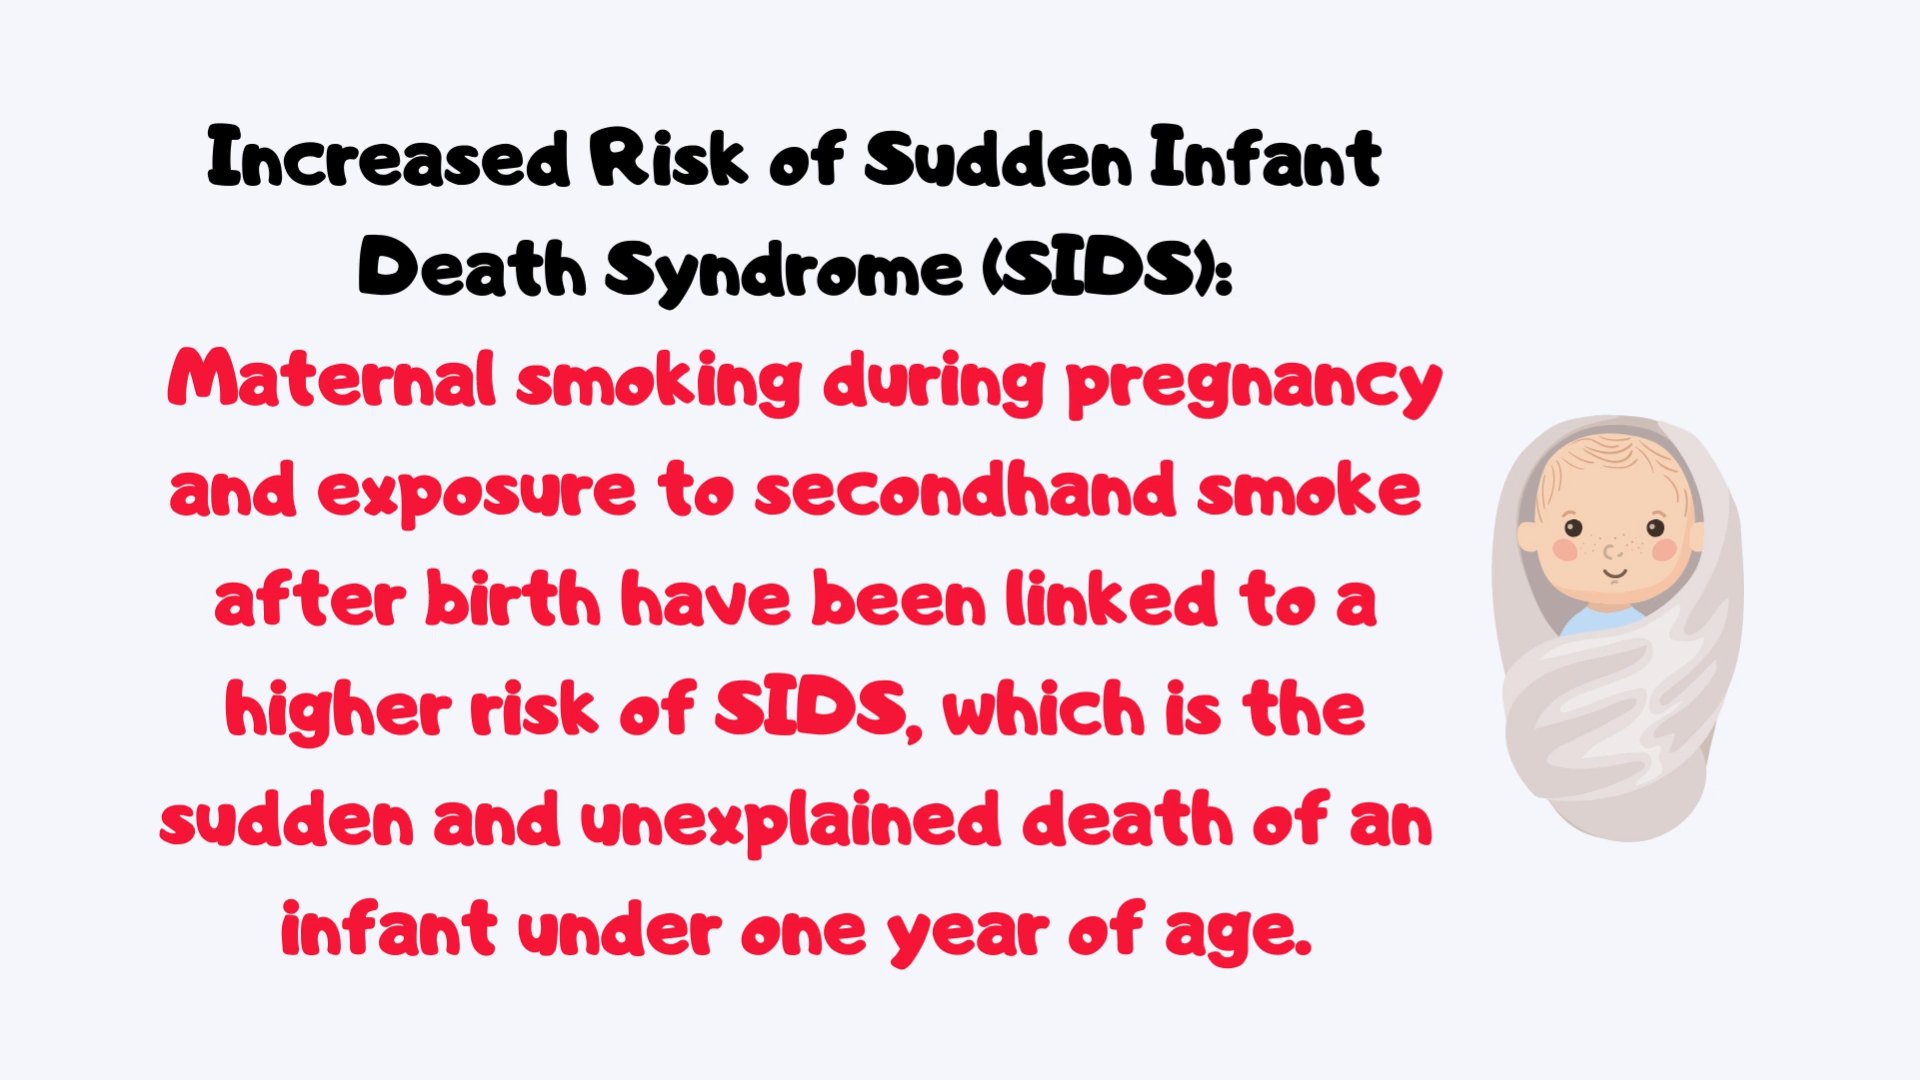 Increased Risk of Sudden Infant
Death Syndrome (SIDS):
Maternal smoking during pregnancy
and exposure to secondhand smoke
after birth have been linked to a
higher risk of SIDS, which is the
sudden and unexplained death of an
infant under one year of age.